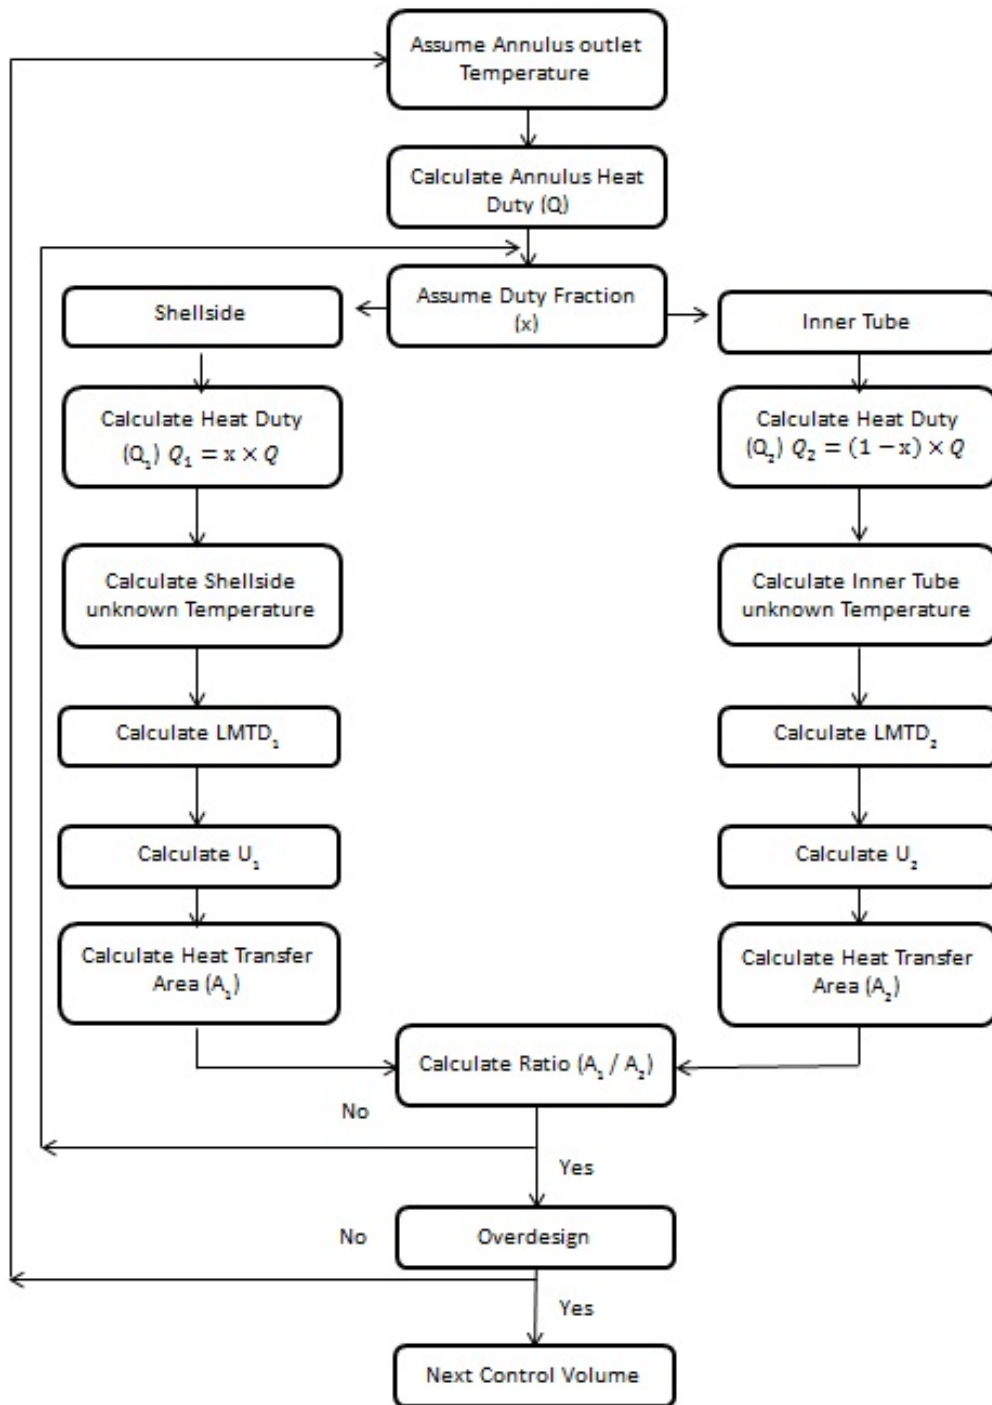 Assume Annulus outlet
Temperature
Calculate Annulus Heat
Duty (Q)
Assume Duty Fraction
(x)
Shellside
Inner Tube
Calculate Heat Duty
(Q₁) Q₁ = x × Q
Calculate Heat Duty
(Q₂) Q₂ = (1 − x) × Q
Calculate Shellside
unknown Temperature
Calculate Inner Tube
unknown Temperature
Calculate LMTD₁
Calculate LMTD₂
Calculate U₁
Calculate U₂
Calculate Heat Transfer
Area (A₁)
Calculate Heat Transfer
Area (A₂)
Calculate Ratio (A₁ / A₂)
No
Yes
Overdesign
No
Yes
Next Control Volume